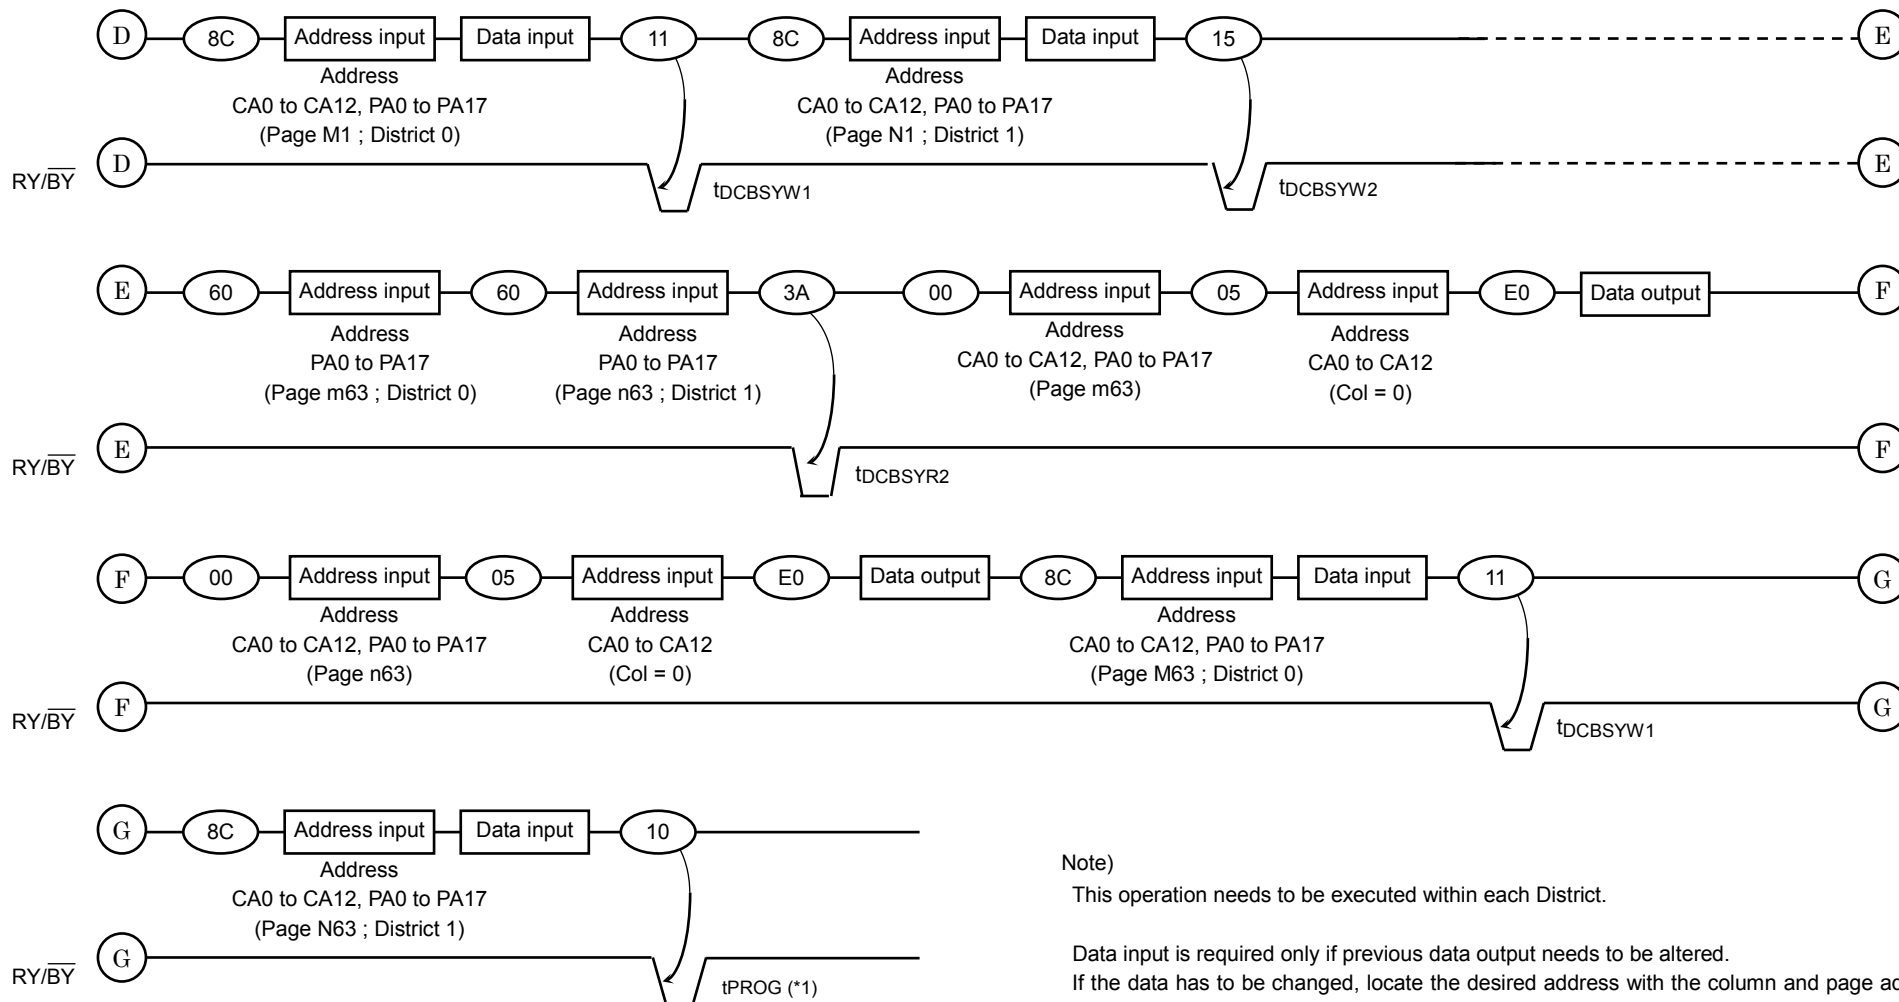 D 8C Address input Data input 11 8C Address input Data input 15 E
Address Address
CA0 to CA12, PA0 to PA17 CA0 to CA12, PA0 to PA17
(Page M1 ; District 0) (Page N1 ; District 1)
RY/BY D tDCBSYW1 tDCBSYW2 E
E 60 Address input 60 Address input 3A 00 Address input 05 Address input E0 Data output F
Address Address Address Address
PA0 to PA17 PA0 to PA17 CA0 to CA12, PA0 to PA17 CA0 to CA12
(Page m63 ; District 0) (Page n63 ; District 1) (Page m63) (Col = 0)
RY/BY E tDCBSYR2 F
F 00 Address input 05 Address input E0 Data output 8C Address input Data input 11 G
Address Address Address
CA0 to CA12, PA0 to PA17 CA0 to CA12 CA0 to CA12, PA0 to PA17
(Page n63) (Col = 0) (Page M63 ; District 0)
RY/BY F tDCBSYW1 G
G 8C Address input Data input 10
Address
CA0 to CA12, PA0 to PA17
(Page N63 ; District 1)
RY/BY G tPROG (*1)
Note)
This operation needs to be executed within each District.
Data input is required only if previous data output needs to be altered.
If the data has to be changed, locate the desired address with the column and page